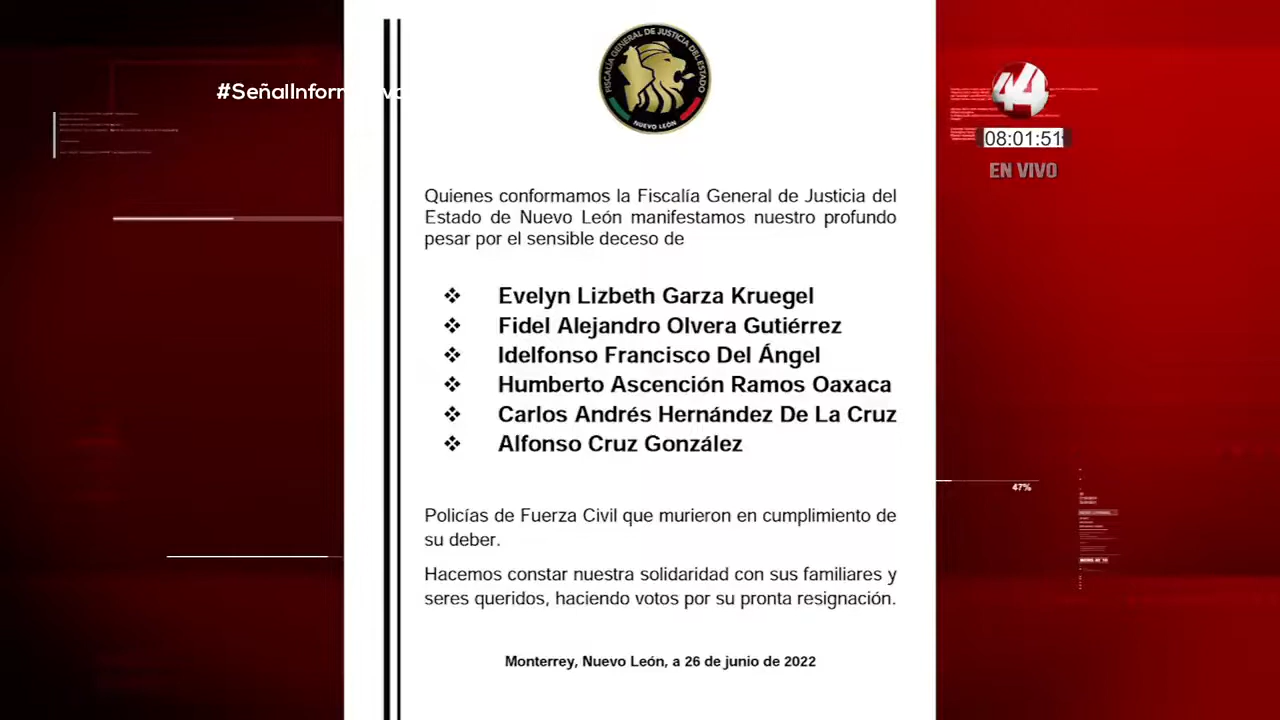 FISCALÍA GENERAL DE JUSTICIA DEL ESTADO
NUEVO LEÓN
#SeñalInformativa
44
08:01:51
EN VIVO
Quienes conformamos la Fiscalía General de Justicia del
Estado de Nuevo León manifestamos nuestro profundo
pesar por el sensible deceso de
❖ Evelyn Lizbeth Garza Kruegel
❖ Fidel Alejandro Olvera Gutiérrez
❖ Idelfonso Francisco Del Ángel
❖ Humberto Ascención Ramos Oaxaca
❖ Carlos Andrés Hernández De La Cruz
❖ Alfonso Cruz González
47%
Policías de Fuerza Civil que murieron en cumplimiento de
su deber.
Hacemos constar nuestra solidaridad con sus familiares y
seres queridos, haciendo votos por su pronta resignación.
Monterrey, Nuevo León, a 26 de junio de 2022